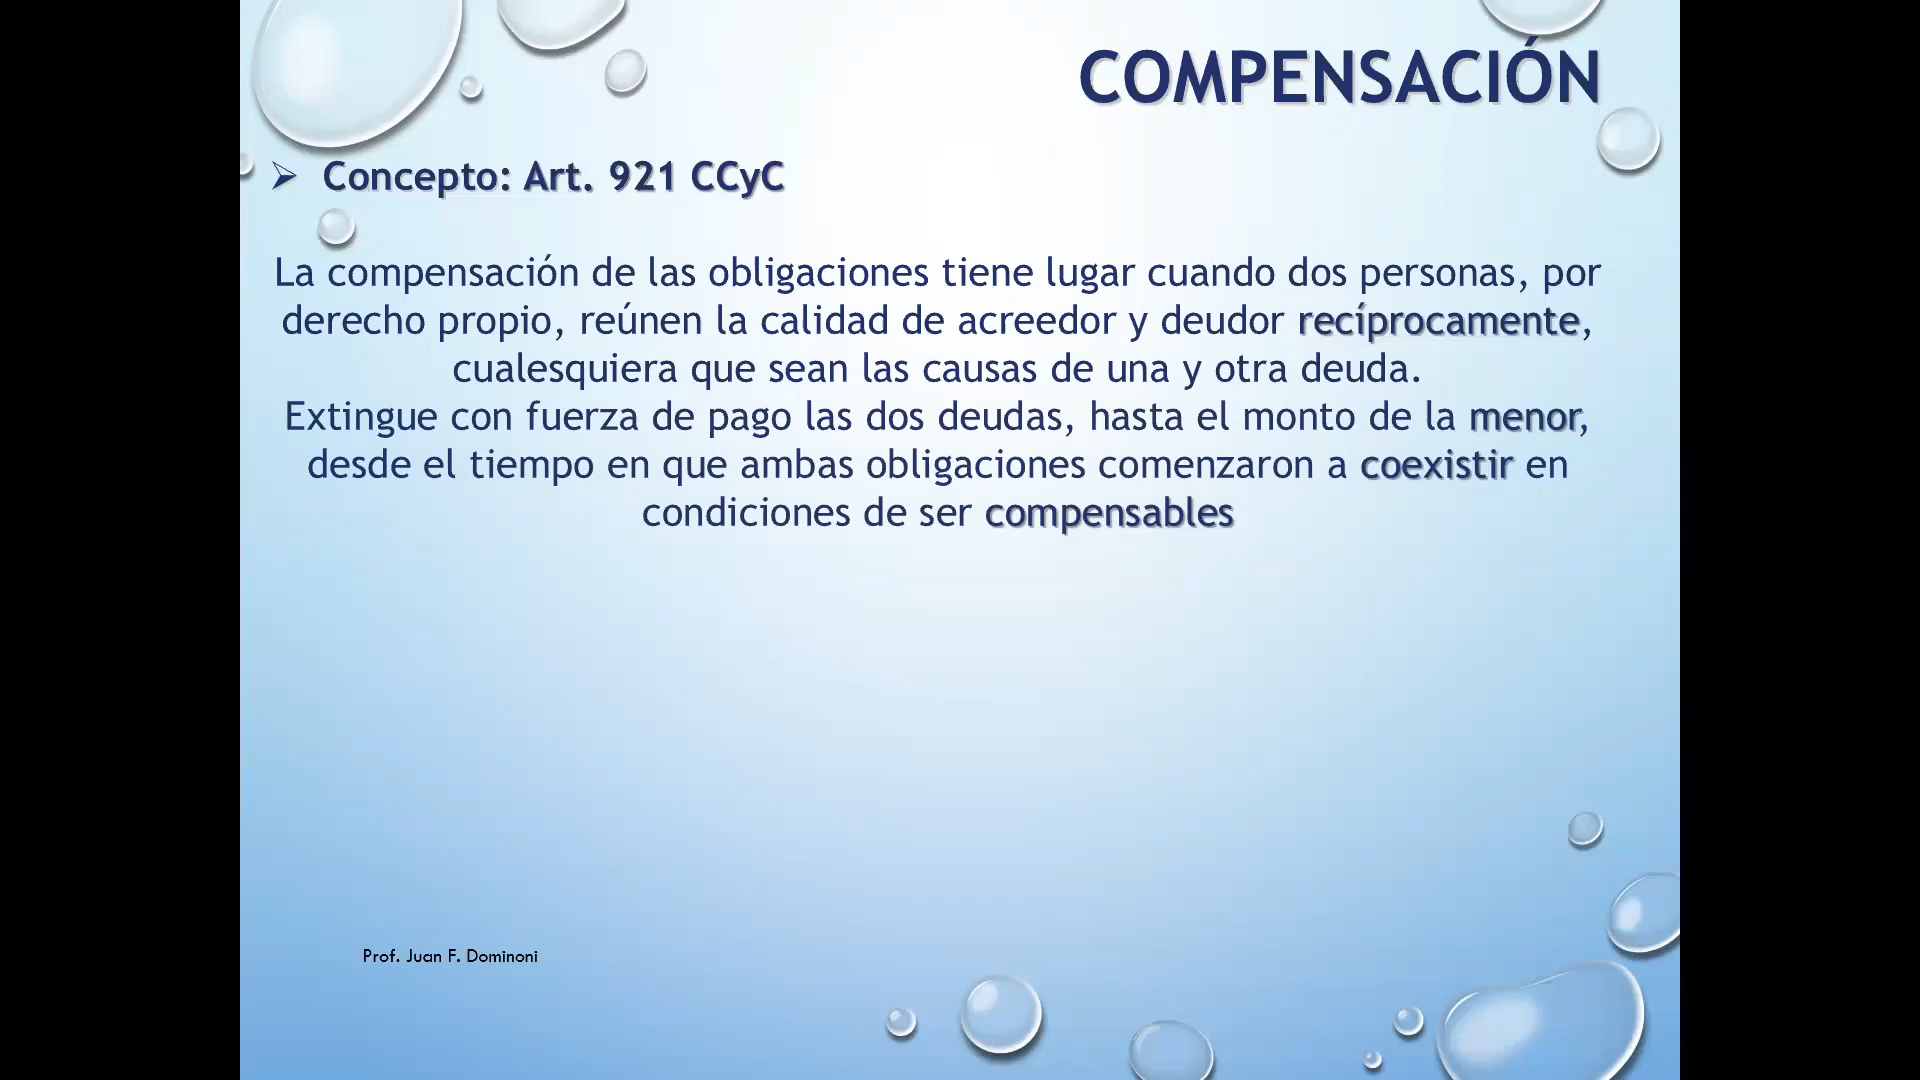 COMPENSACIÓN
➢ Concepto: Art. 921 CCyC
La compensación de las obligaciones tiene lugar cuando dos personas, por
derecho propio, reúnen la calidad de acreedor y deudor recíprocamente,
cualesquiera que sean las causas de una y otra deuda.
Extingue con fuerza de pago las dos deudas, hasta el monto de la menor,
desde el tiempo en que ambas obligaciones comenzaron a coexistir en
condiciones de ser compensables
Prof. Juan F. Dominoni